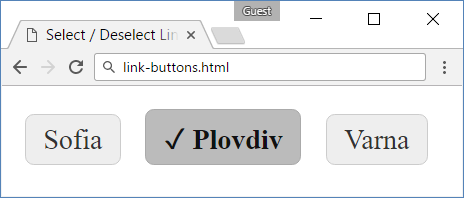 Guest
Select / Deselect Lin
link-buttons.html
Sofia
✓ Plovdiv
Varna